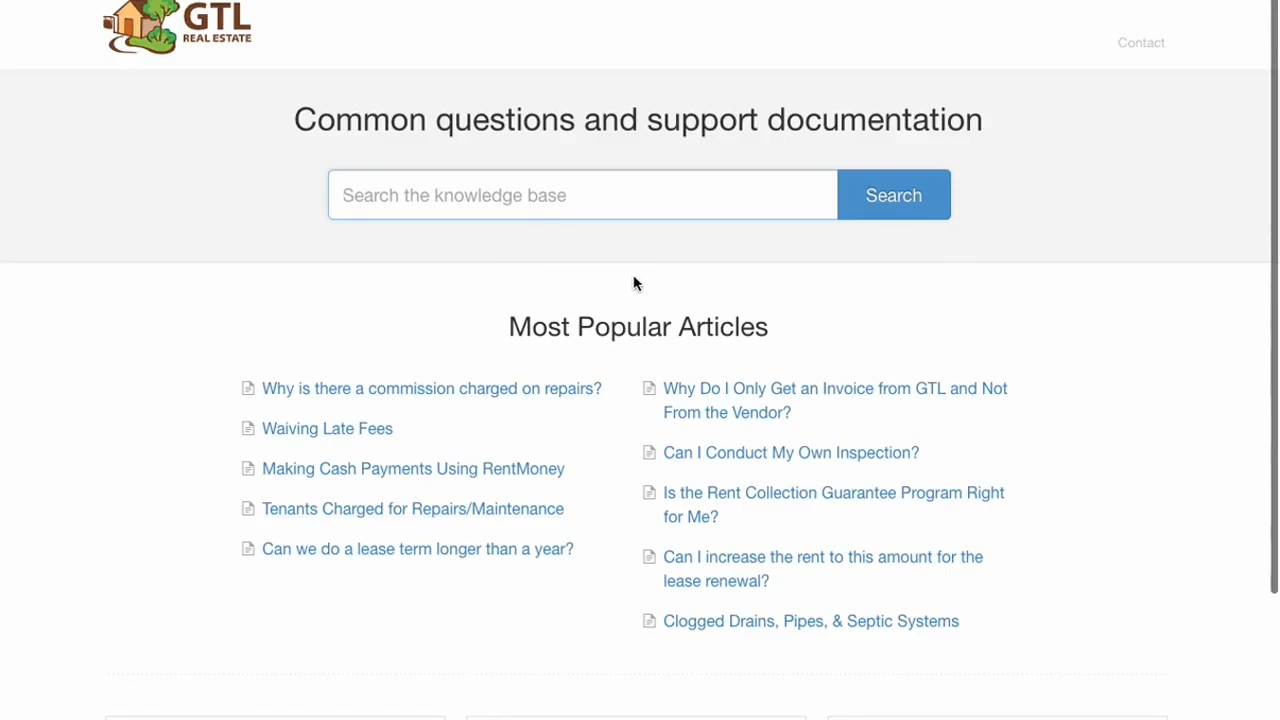 GTL
REAL ESTATE
Contact
Common questions and support documentation
Search the knowledge base
Search
Most Popular Articles
Why is there a commission charged on repairs?
Waiving Late Fees
Making Cash Payments Using RentMoney
Tenants Charged for Repairs/Maintenance
Can we do a lease term longer than a year?
Why Do I Only Get an Invoice from GTL and Not
From the Vendor?
Can I Conduct My Own Inspection?
Is the Rent Collection Guarantee Program Right
for Me?
Can I increase the rent to this amount for the
lease renewal?
Clogged Drains, Pipes, & Septic Systems